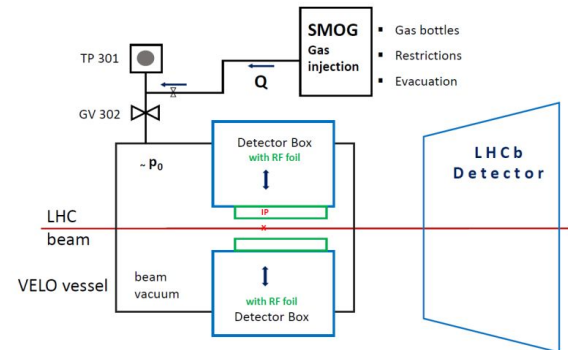 SMOG
Gas
injection
▪ Gas bottles
▪ Restrictions
▪ Evacuation
TP 301
Q
GV 302
~ p₀
Detector Box
with RF foil
IP
x
LHCb
Detector
LHC
beam
VELO vessel
beam
vacuum
with RF foil
Detector Box